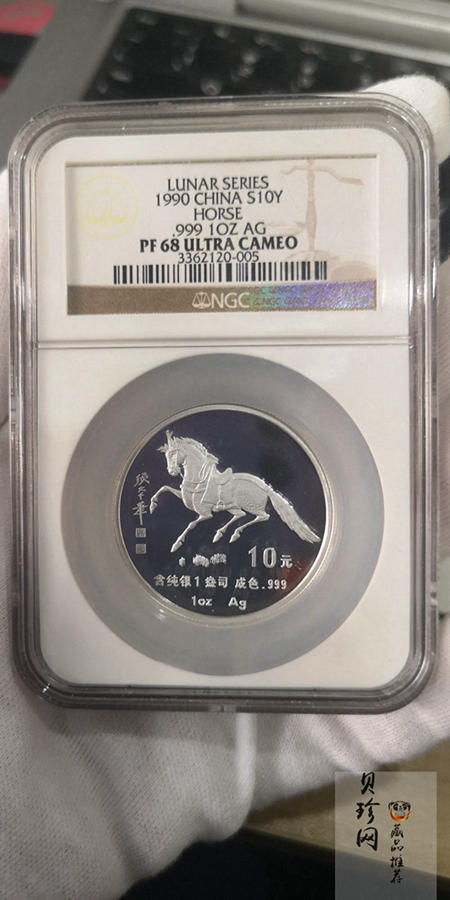 LUNAR SERIES
1990 CHINA S10Y
HORSE
.999 1OZ AG
PF 68 ULTRA CAMEO
3362120-005
NGC
10元
含纯银1盎司 成色.999
1oz Ag
贝珍网
藏品推荐